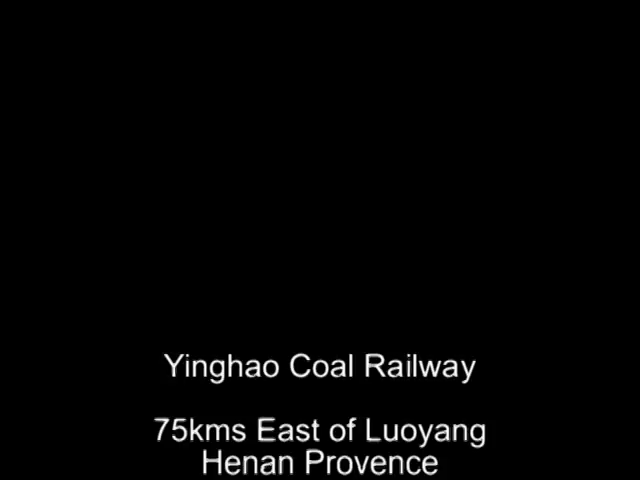 Yinghao Coal Railway
75kms East of Luoyang
Henan Provence